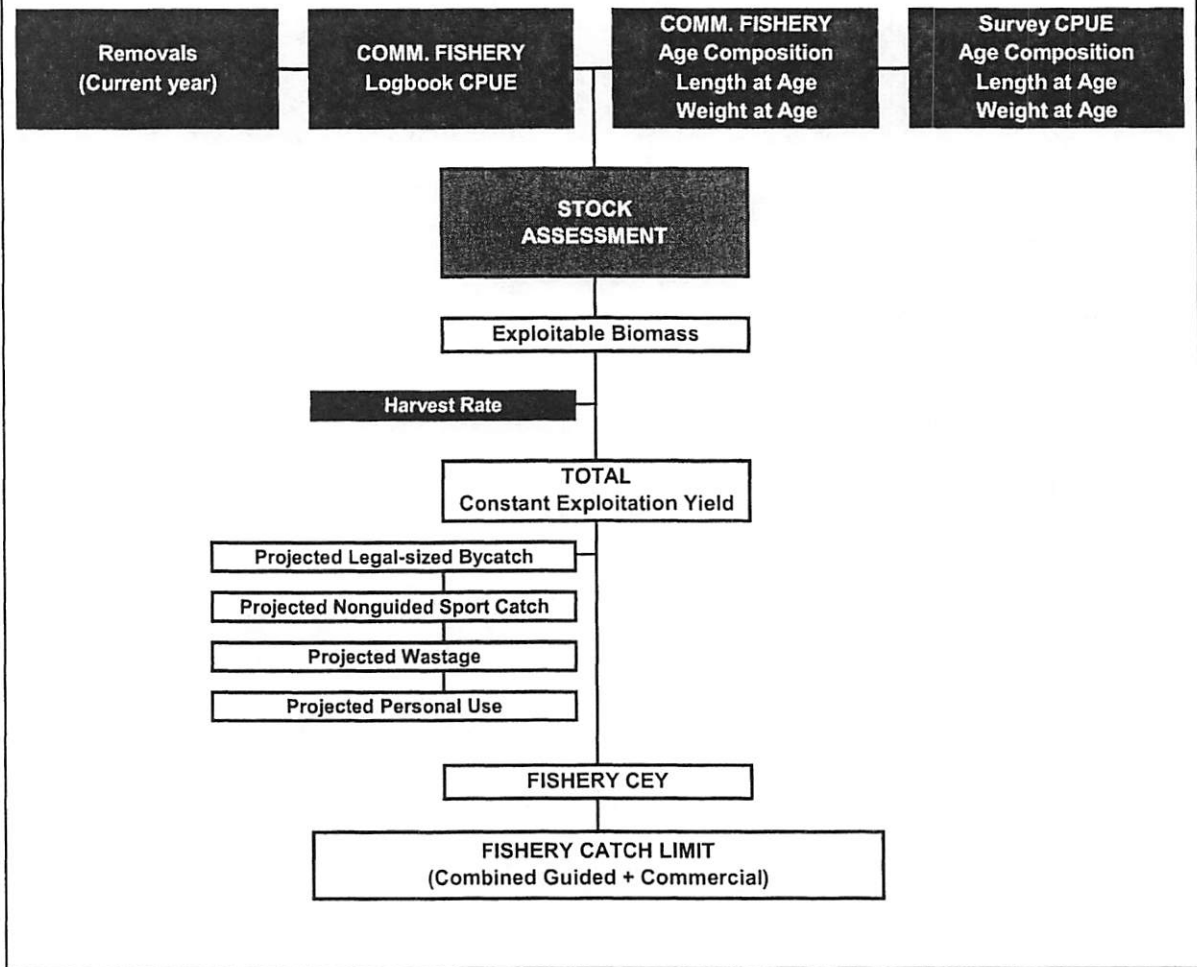 Removals
(Current year)
COMM. FISHERY
Logbook CPUE
COMM. FISHERY
Age Composition
Length at Age
Weight at Age
Survey CPUE
Age Composition
Length at Age
Weight at Age
STOCK
ASSESSMENT
Exploitable Biomass
Harvest Rate
TOTAL
Constant Exploitation Yield
Projected Legal-sized Bycatch
Projected Nonguided Sport Catch
Projected Wastage
Projected Personal Use
FISHERY CEY
FISHERY CATCH LIMIT
(Combined Guided + Commercial)